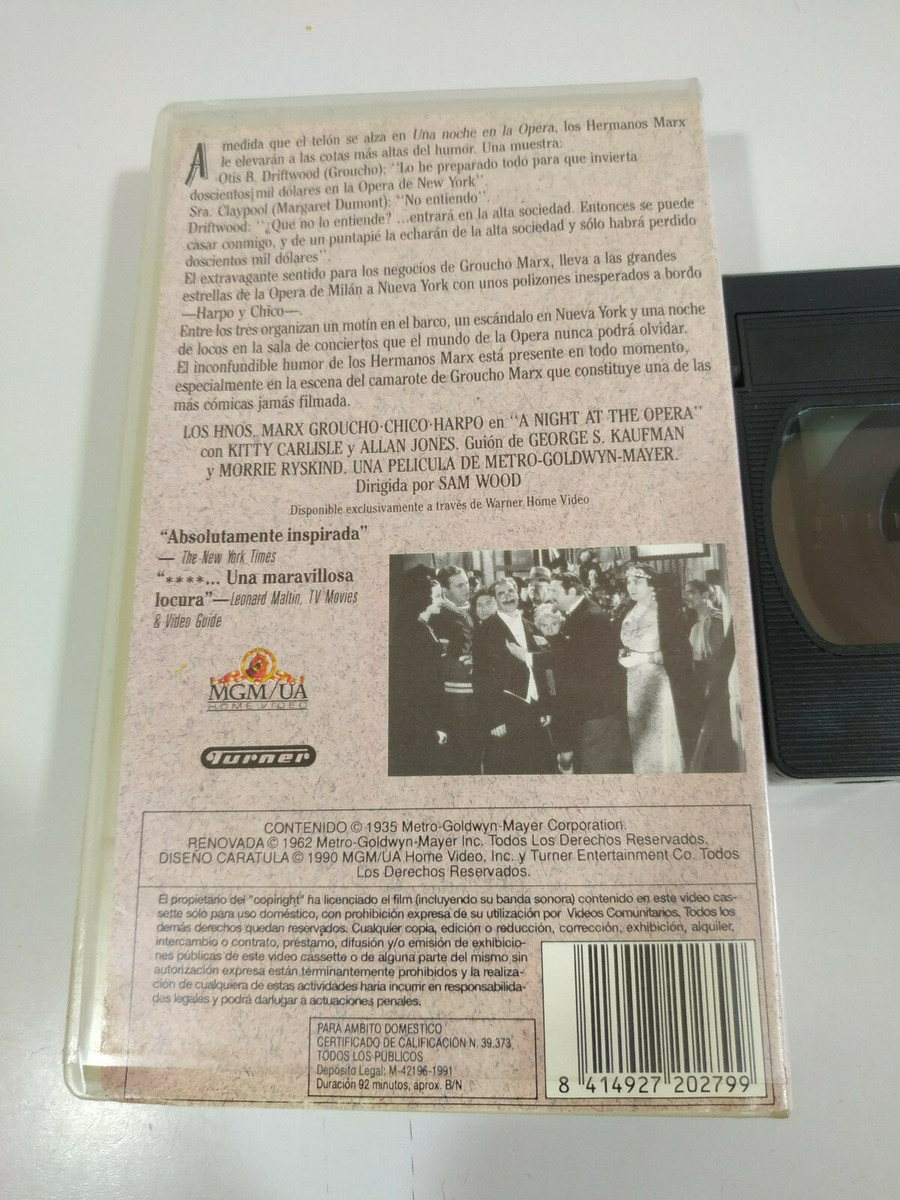 A medida que el telón se alza en Una noche en la Opera, los Hermanos Marx
le elevarán a las cotas más altas del humor. Una muestra:
Otis B. Driftwood (Groucho): "Lo he preparado todo para que invierta
doscientos mil dólares en la Opera de New York".
Sra. Claypool (Margaret Dumont): "No entiendo".
Driftwood: "¿Que no lo entiende? ...entrará en la alta sociedad. Entonces se puede
casar conmigo, y de un puntapié la echarán de la alta sociedad y sólo habrá perdido
doscientos mil dólares".
El extravagante sentido para los negocios de Groucho Marx, lleva a las grandes
estrellas de la Opera de Milán a Nueva York con unos polizones inesperados a bordo
—Harpo y Chico—.
Entre los tres organizan un motín en el barco, un escándalo en Nueva York y una noche
de locos en la sala de conciertos que el mundo de la Opera nunca podrá olvidar.
El inconfundible humor de los Hermanos Marx está presente en todo momento,
especialmente en la escena del camarote de Groucho Marx que constituye una de las
más cómicas jamás filmada.
LOS HNOS. MARX GROUCHO·CHICO·HARPO en "A NIGHT AT THE OPERA"
con KITTY CARLISLE y ALLAN JONES. Guión de GEORGE S. KAUFMAN
y MORRIE RYSKIND. UNA PELICULA DE METRO-GOLDWYN-MAYER.
Dirigida por SAM WOOD
Disponible exclusivamente a través de Warner Home Video
"Absolutamente inspirada"
— The New York Times
"****... Una maravillosa
locura"—Leonard Maltin, TV Movies
& Video Guide
MGM/UA
HOME VIDEO
Turner
CONTENIDO © 1935 Metro-Goldwyn-Mayer Corporation.
RENOVADA © 1962 Metro-Goldwyn-Mayer Inc. Todos Los Derechos Reservados.
DISEÑO CARATULA © 1990 MGM/UA Home Video, Inc. y Turner Entertainment Co. Todos
Los Derechos Reservados.
El propietario del "copiright" ha licenciado el film (incluyendo su banda sonora) contenido en este video cas-
sette sólo para uso doméstico, con prohibición expresa de su utilización por Videos Comunitarios. Todos los
demás derechos quedan reservados. Cualquier copia, edición o reducción, corrección, exhibición, alquiler,
intercambio o contrato, préstamo, difusión y/o emisión de exhibicio-
nes públicas de este video cassette o de alguna parte del mismo sin
autorización expresa están terminantemente prohibidos y la realiza-
ción de cualquiera de estas actividades haria incurrir en responsabilida-
des legales y podrá darlugar a actuaciones penales.
PARA AMBITO DOMESTICO
CERTIFICADO DE CALIFICACION N. 39.373
TODOS LOS PUBLICOS
Depósito Legal: M-42196-1991
Duración 92 minutos, aprox. B/N
8 414927 202799